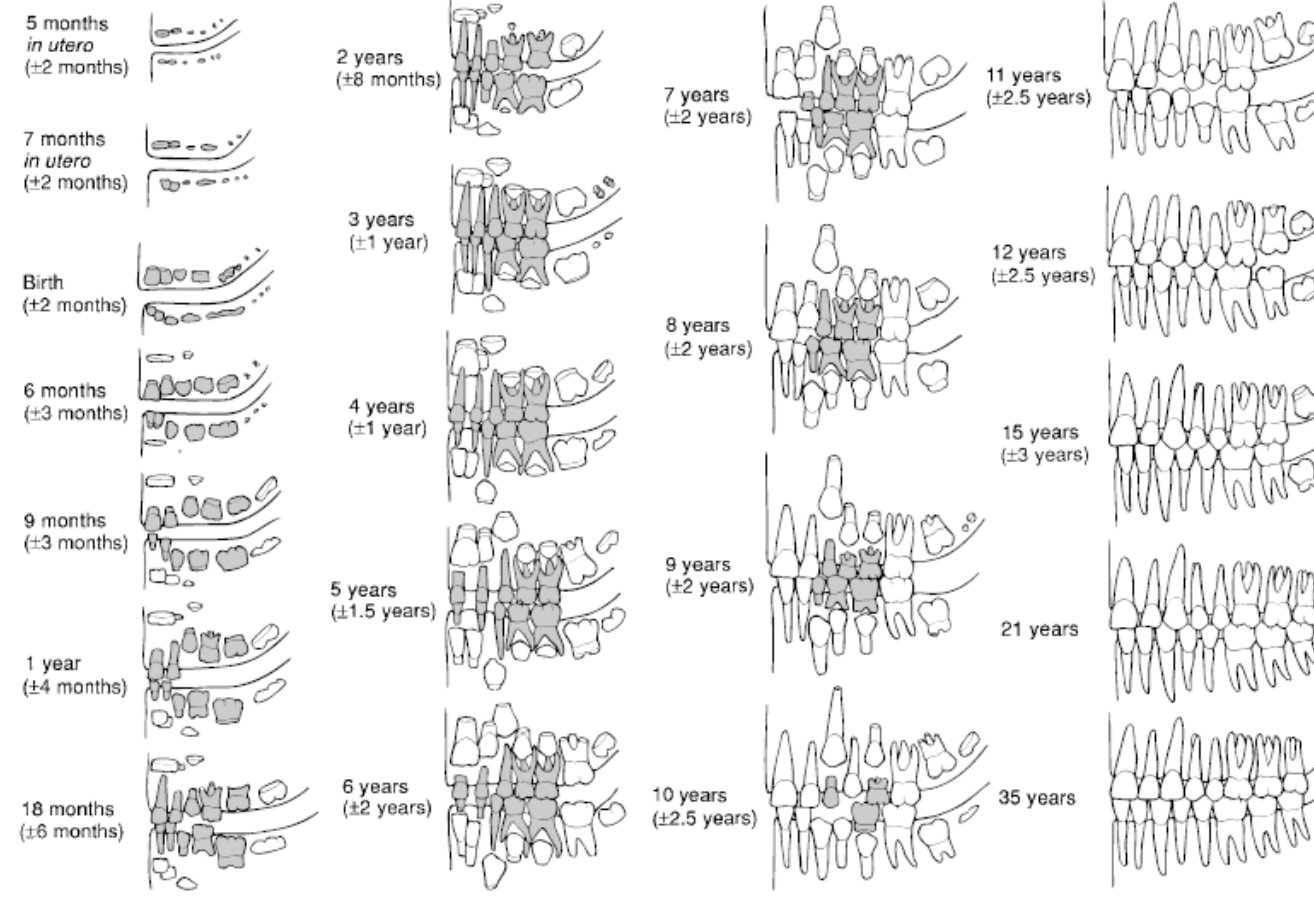 5 months
in utero
(±2 months)
7 months
in utero
(±2 months)
Birth
(±2 months)
6 months
(±3 months)
9 months
(±3 months)
1 year
(±4 months)
18 months
(±6 months)
2 years
(±8 months)
3 years
(±1 year)
4 years
(±1 year)
5 years
(±1.5 years)
6 years
(±2 years)
7 years
(±2 years)
8 years
(±2 years)
9 years
(±2 years)
10 years
(±2.5 years)
11 years
(±2.5 years)
12 years
(±2.5 years)
15 years
(±3 years)
21 years
35 years